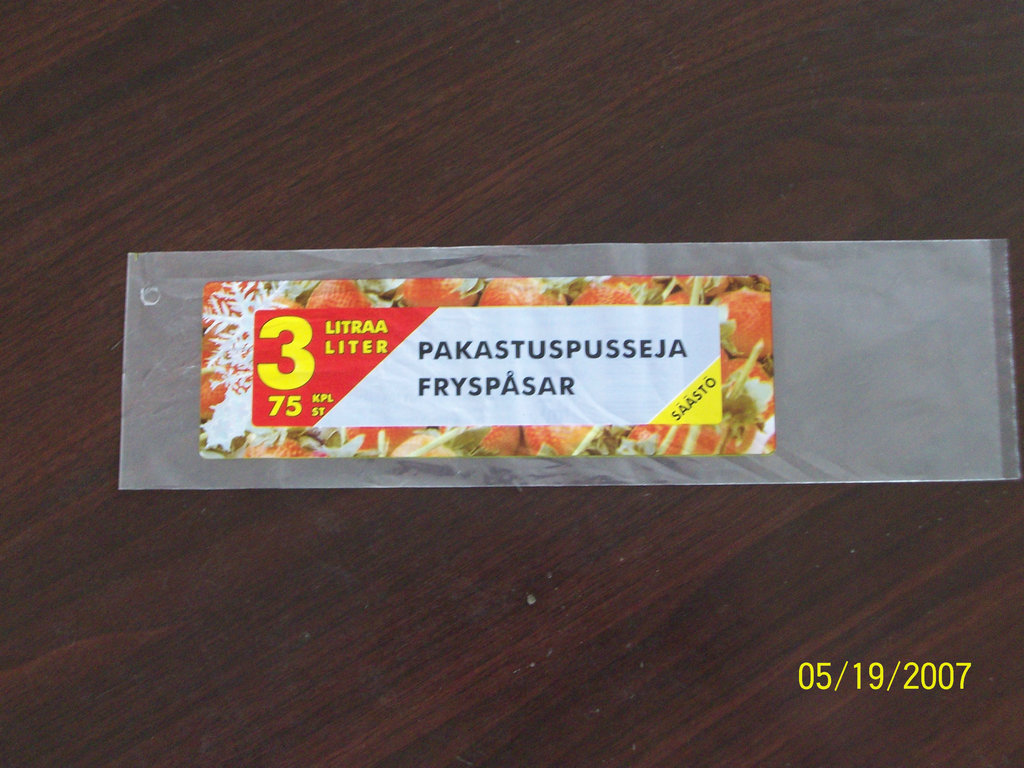 3 LITRAA
LITER
75 KPL
ST
PAKASTUSPUSSEJA
FRYSPÅSAR
SÄÄSTÖ
05/19/2007